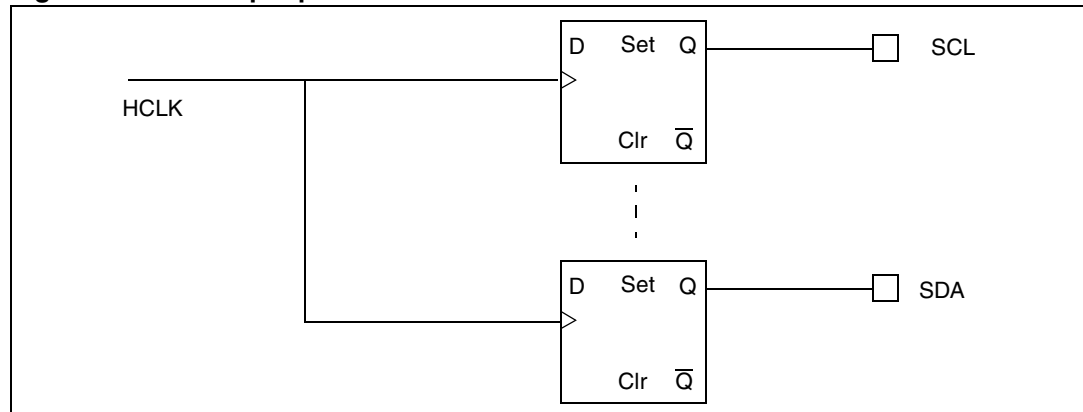 D Set Q
SCL
HCLK
Clr Q̅
D Set Q
SDA
Clr Q̅